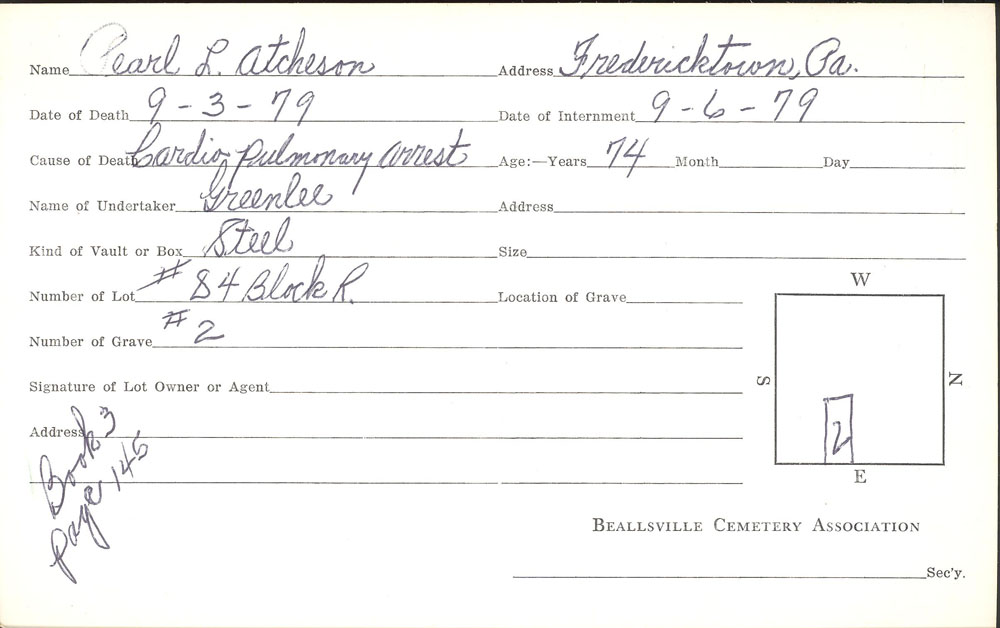 Name Pearl L. Atcheson Address Fredericktown, Pa.
Date of Death 9-3-79 Date of Internment 9-6-79
Cause of Death Cardio Pulmonary Arrest Age:—Years 74 Month Day
Name of Undertaker Greenlee Address
Kind of Vault or Box Steel Size
Number of Lot # 84 Block R. Location of Grave
Number of Grave # 2
Signature of Lot Owner or Agent
Address
Book 3
Page 145
W
S
N
2
E
BEALLSVILLE CEMETERY ASSOCIATION
Sec'y.